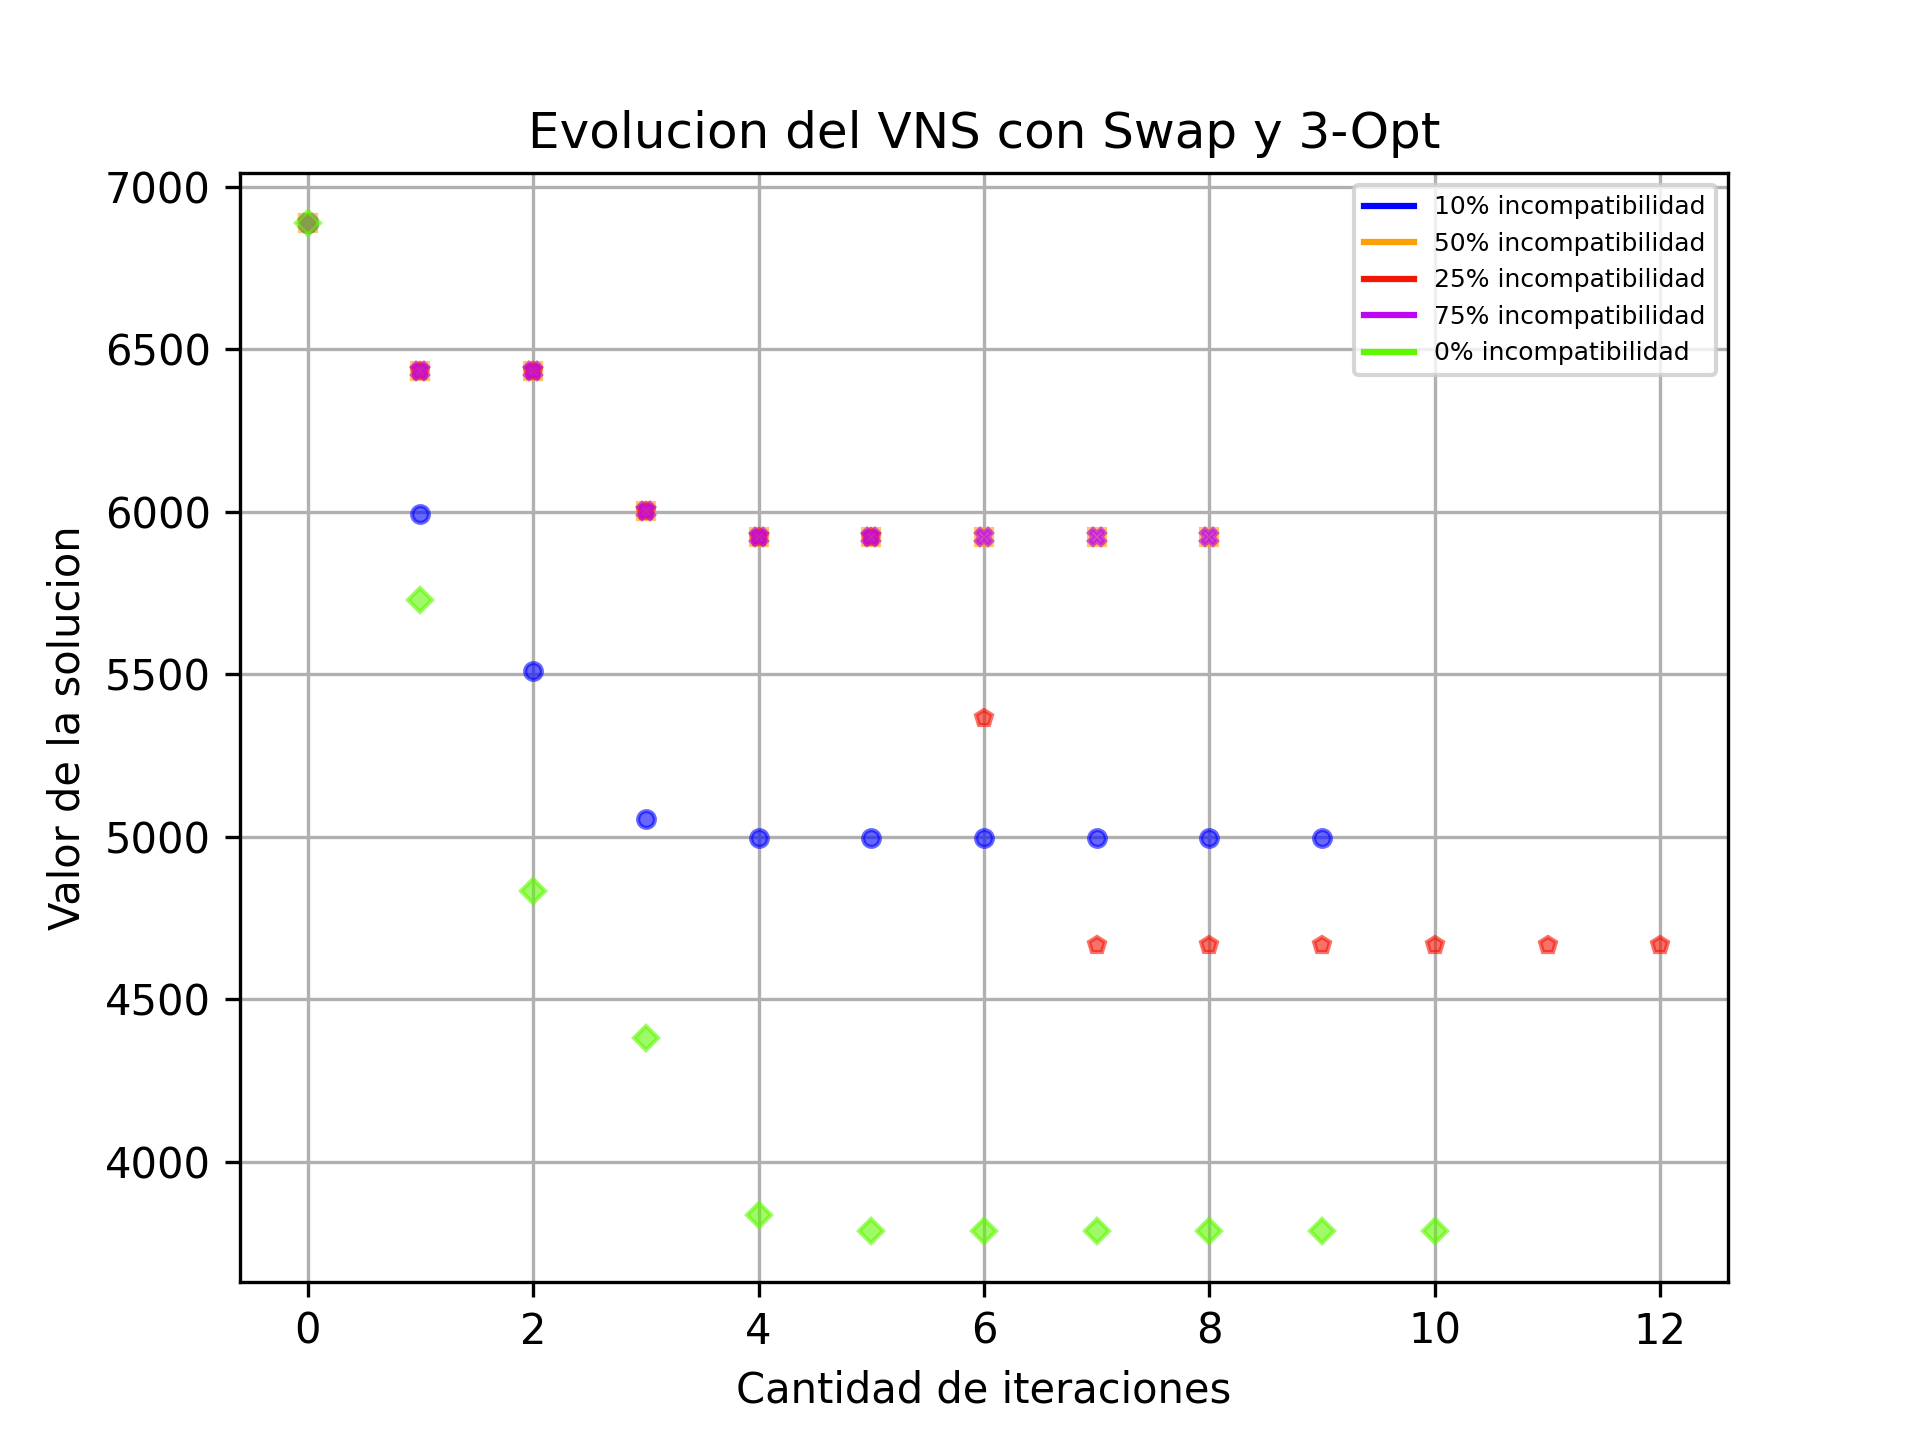 Evolucion del VNS con Swap y 3-Opt
7000
6500
6000
5500
5000
4500
4000
Valor de la solucion
10% incompatibilidad
50% incompatibilidad
25% incompatibilidad
75% incompatibilidad
0% incompatibilidad
0 2 4 6 8 10 12
Cantidad de iteraciones